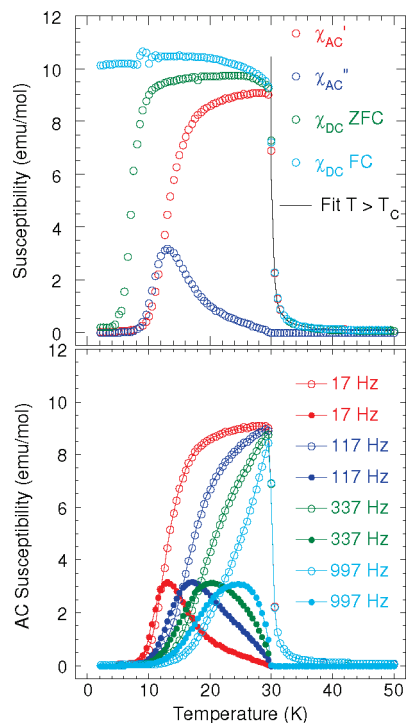 12
10
8
6
4
2
0
Susceptibility (emu/mol)
χAC'
χAC"
χDC ZFC
χDC FC
Fit T > TC
12
10
8
6
4
2
0
AC Susceptibility (emu/mol)
17 Hz
17 Hz
117 Hz
117 Hz
337 Hz
337 Hz
997 Hz
997 Hz
0 10 20 30 40 50
Temperature (K)